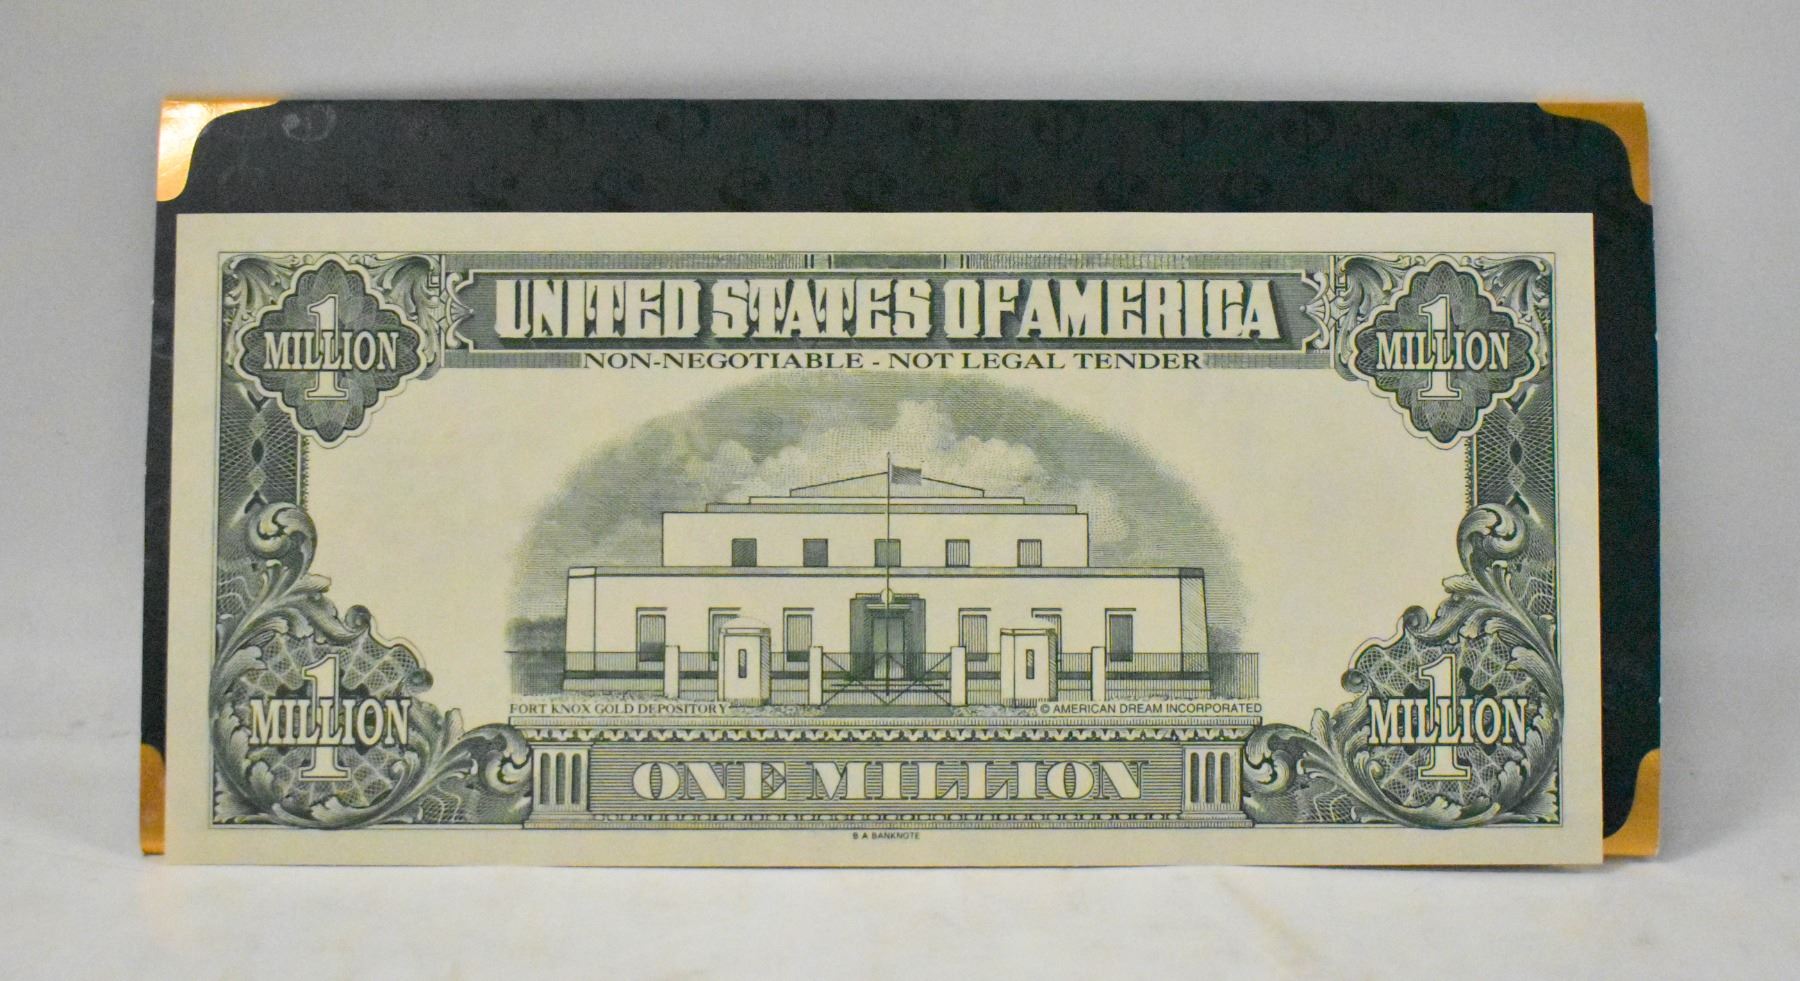 UNITED STATES OF AMERICA
NON-NEGOTIABLE - NOT LEGAL TENDER
1
MILLION
1
MILLION
FORT KNOX GOLD DEPOSITORY
© AMERICAN DREAM INCORPORATED
1
MILLION
1
MILLION
ONE MILLION
B A BANKNOTE